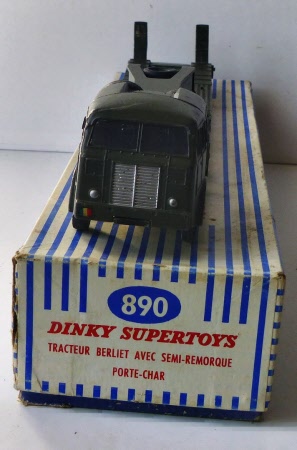 890
DINKY SUPERTOYS
TRACTEUR BERLIET AVEC SEMI-REMORQUE
PORTE-CHAR